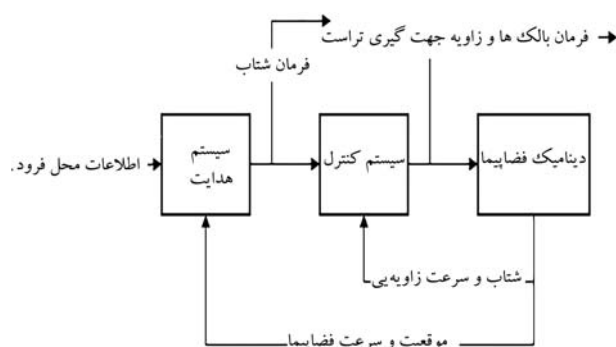 فرمان بالک ها و زاویه جهت گیری تراست
فرمان شتاب
اطلاعات محل فرود.
سیستم
هدایت
سیستم کنترل
دینامیک فضاپیما
شتاب و سرعت زاویه‌یی
موقعیت و سرعت فضاپیما